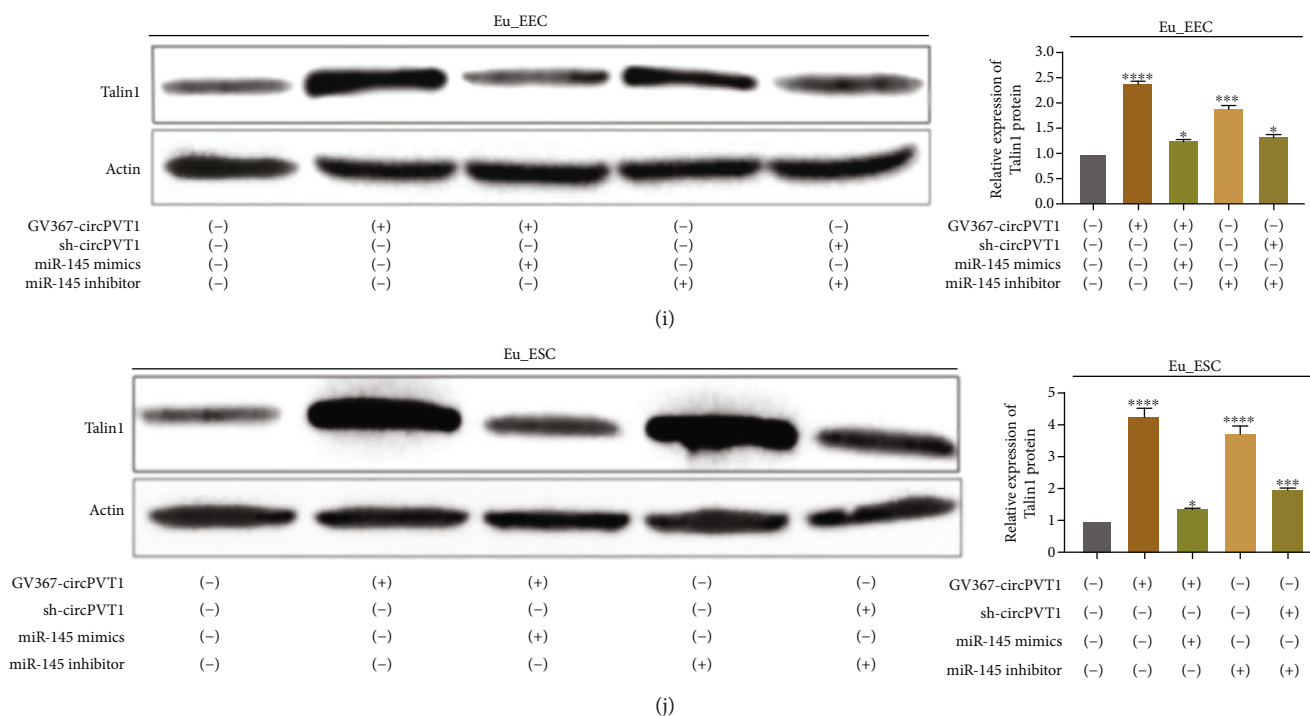 Eu_EEC
Talin1
Actin
GV367-circPVT1 (−) (+) (+) (−) (−)
sh-circPVT1 (−) (−) (−) (−) (+)
miR-145 mimics (−) (−) (+) (−) (−)
miR-145 inhibitor (−) (−) (−) (+) (+)
Eu_EEC
Relative expression of
Talin1 protein
3.0
2.5
2.0
1.5
1.0
0.5
0.0
**** * *** *
GV367-circPVT1 (−) (+) (+) (−) (−)
sh-circPVT1 (−) (−) (−) (−) (+)
miR-145 mimics (−) (−) (+) (−) (−)
miR-145 inhibitor (−) (−) (−) (+) (+)
(i)
Eu_ESC
Talin1
Actin
GV367-circPVT1 (−) (+) (+) (−) (−)
sh-circPVT1 (−) (−) (−) (−) (+)
miR-145 mimics (−) (−) (+) (−) (−)
miR-145 inhibitor (−) (−) (−) (+) (+)
Eu_ESC
Relative expression of
Talin1 protein
5
4
3
2
1
0
**** * **** ***
GV367-circPVT1 (−) (+) (+) (−) (−)
sh-circPVT1 (−) (−) (−) (−) (+)
miR-145 mimics (−) (−) (+) (−) (−)
miR-145 inhibitor (−) (−) (−) (+) (+)
(j)